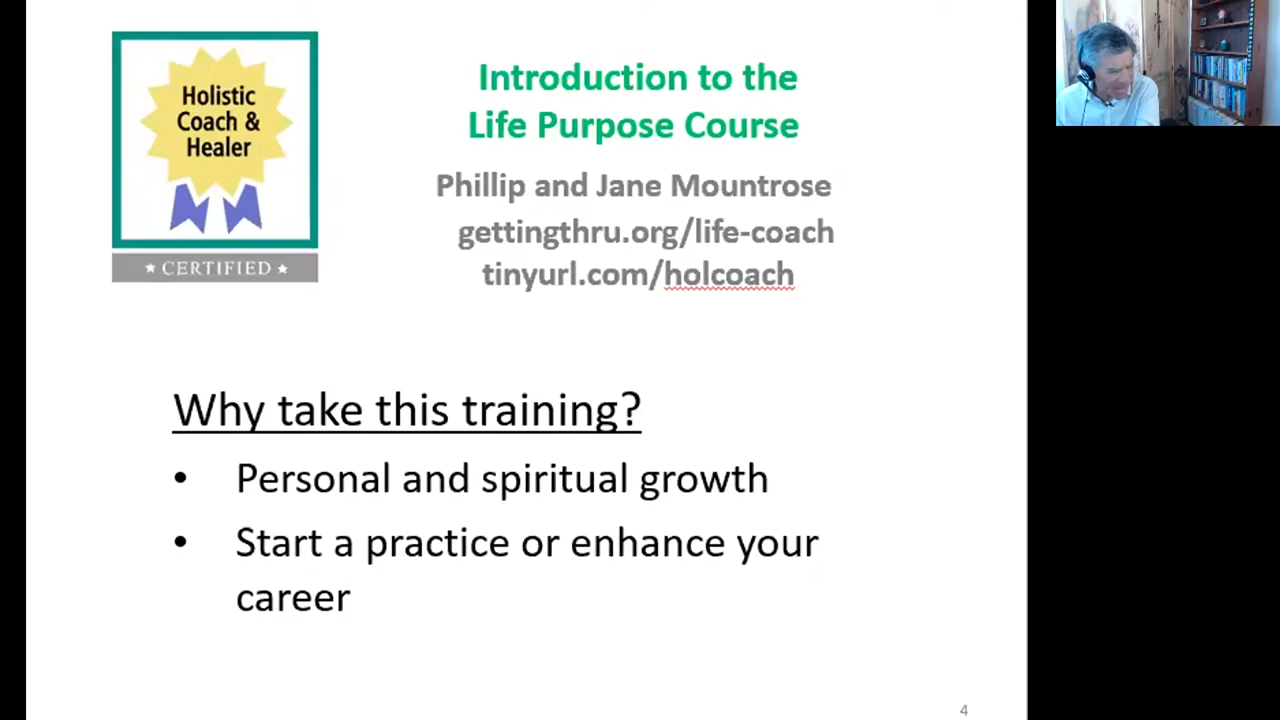 Holistic
Coach &
Healer
★ CERTIFIED ★
Introduction to the
Life Purpose Course
Phillip and Jane Mountrose
gettingthru.org/life-coach
tinyurl.com/holcoach
Why take this training?
• Personal and spiritual growth
• Start a practice or enhance your
career
4